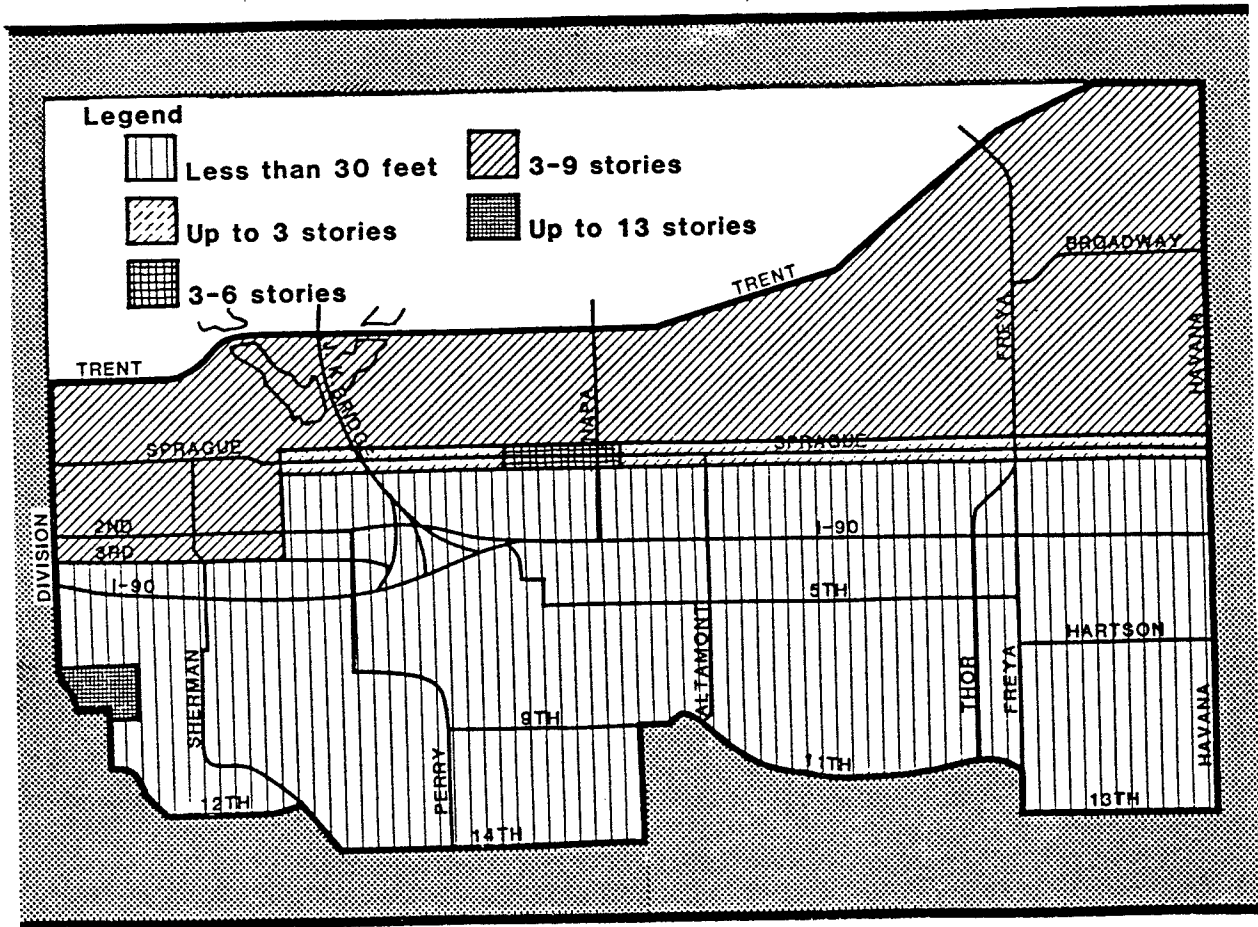 Legend
Less than 30 feet
3-9 stories
Up to 3 stories
Up to 13 stories
3-6 stories
BROADWAY
TRENT
FREYA
HAVANA
TRENT
J. K. BRIDGE
NAPA
SPRAGUE
SPRAGUE
DIVISION
2ND
I-90
3RD
I-90
5TH
HARTSON
SHERMAN
ALTAMONT
THOR
FREYA
HAVANA
9TH
PERRY
11TH
12TH
13TH
14TH